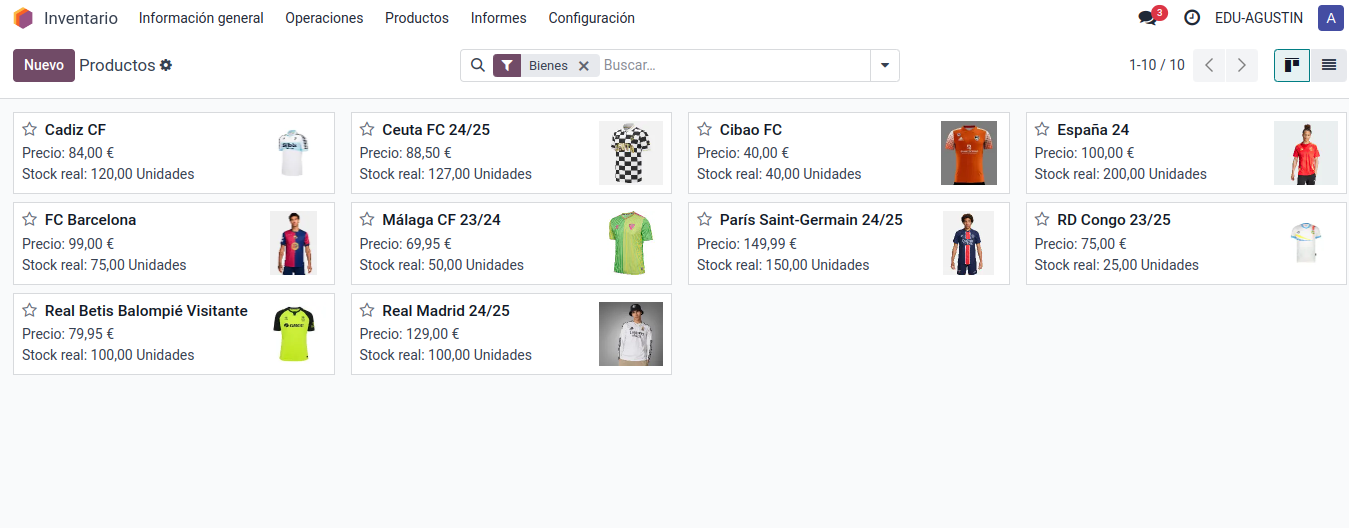 Inventario Información general Operaciones Productos Informes Configuración 3 EDU-AGUSTIN A
Nuevo Productos Bienes Buscar... 1-10 / 10
Cadiz CF
Precio: 84,00 €
Stock real: 120,00 Unidades
Ceuta FC 24/25
Precio: 88,50 €
Stock real: 127,00 Unidades
Cibao FC
Precio: 40,00 €
Stock real: 40,00 Unidades
España 24
Precio: 100,00 €
Stock real: 200,00 Unidades
FC Barcelona
Precio: 99,00 €
Stock real: 75,00 Unidades
Málaga CF 23/24
Precio: 69,95 €
Stock real: 50,00 Unidades
París Saint-Germain 24/25
Precio: 149,99 €
Stock real: 150,00 Unidades
RD Congo 23/25
Precio: 75,00 €
Stock real: 25,00 Unidades
Real Betis Balompié Visitante
Precio: 79,95 €
Stock real: 100,00 Unidades
Real Madrid 24/25
Precio: 129,00 €
Stock real: 100,00 Unidades